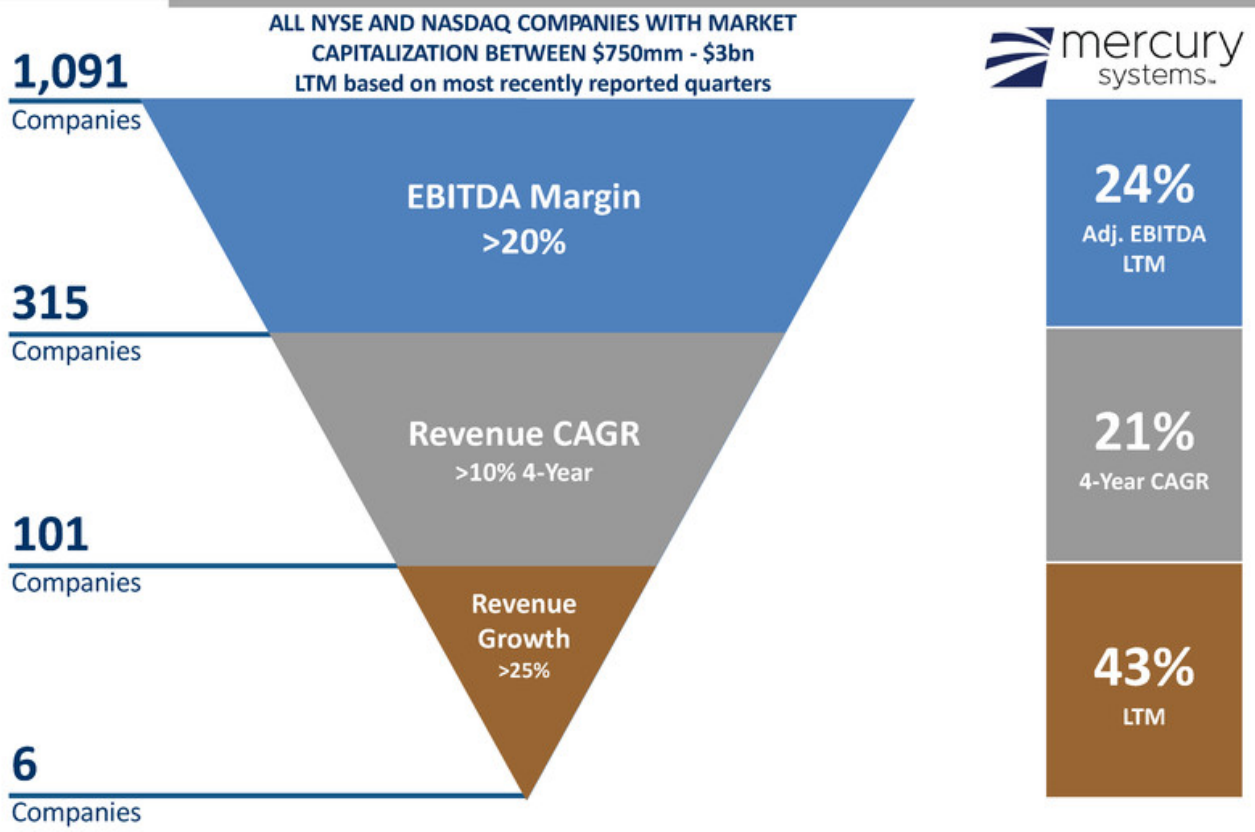 ALL NYSE AND NASDAQ COMPANIES WITH MARKET
CAPITALIZATION BETWEEN $750mm - $3bn
LTM based on most recently reported quarters
mercury
systems™
1,091
Companies
EBITDA Margin
>20%
24%
Adj. EBITDA
LTM
315
Companies
Revenue CAGR
>10% 4-Year
21%
4-Year CAGR
101
Companies
Revenue
Growth
>25%
43%
LTM
6
Companies